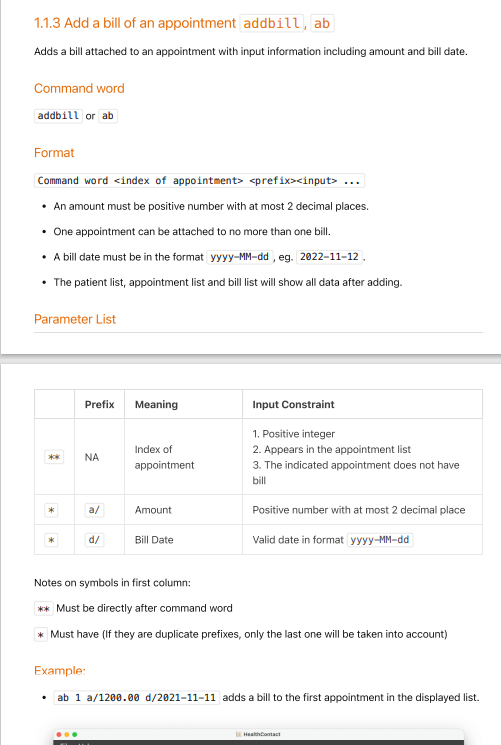 1.1.3 Add a bill of an appointment addbill, ab
Adds a bill attached to an appointment with input information including amount and bill date.
Command word
addbill or ab
Format
Command word <index of appointment> <prefix><input> ...
• An amount must be positive number with at most 2 decimal places.
• One appointment can be attached to no more than one bill.
• A bill date must be in the format yyyy-MM-dd, eg. 2022-11-12.
• The patient list, appointment list and bill list will show all data after adding.
Parameter List
Prefix Meaning Input Constraint
** NA Index of appointment
1. Positive integer
2. Appears in the appointment list
3. The indicated appointment does not have
bill
* a/ Amount Positive number with at most 2 decimal place
* d/ Bill Date Valid date in format yyyy-MM-dd
Notes on symbols in first column:
** Must be directly after command word
* Must have (If they are duplicate prefixes, only the last one will be taken into account)
Example:
• ab 1 a/1200.00 d/2021-11-11 adds a bill to the first appointment in the displayed list.
HealthContact